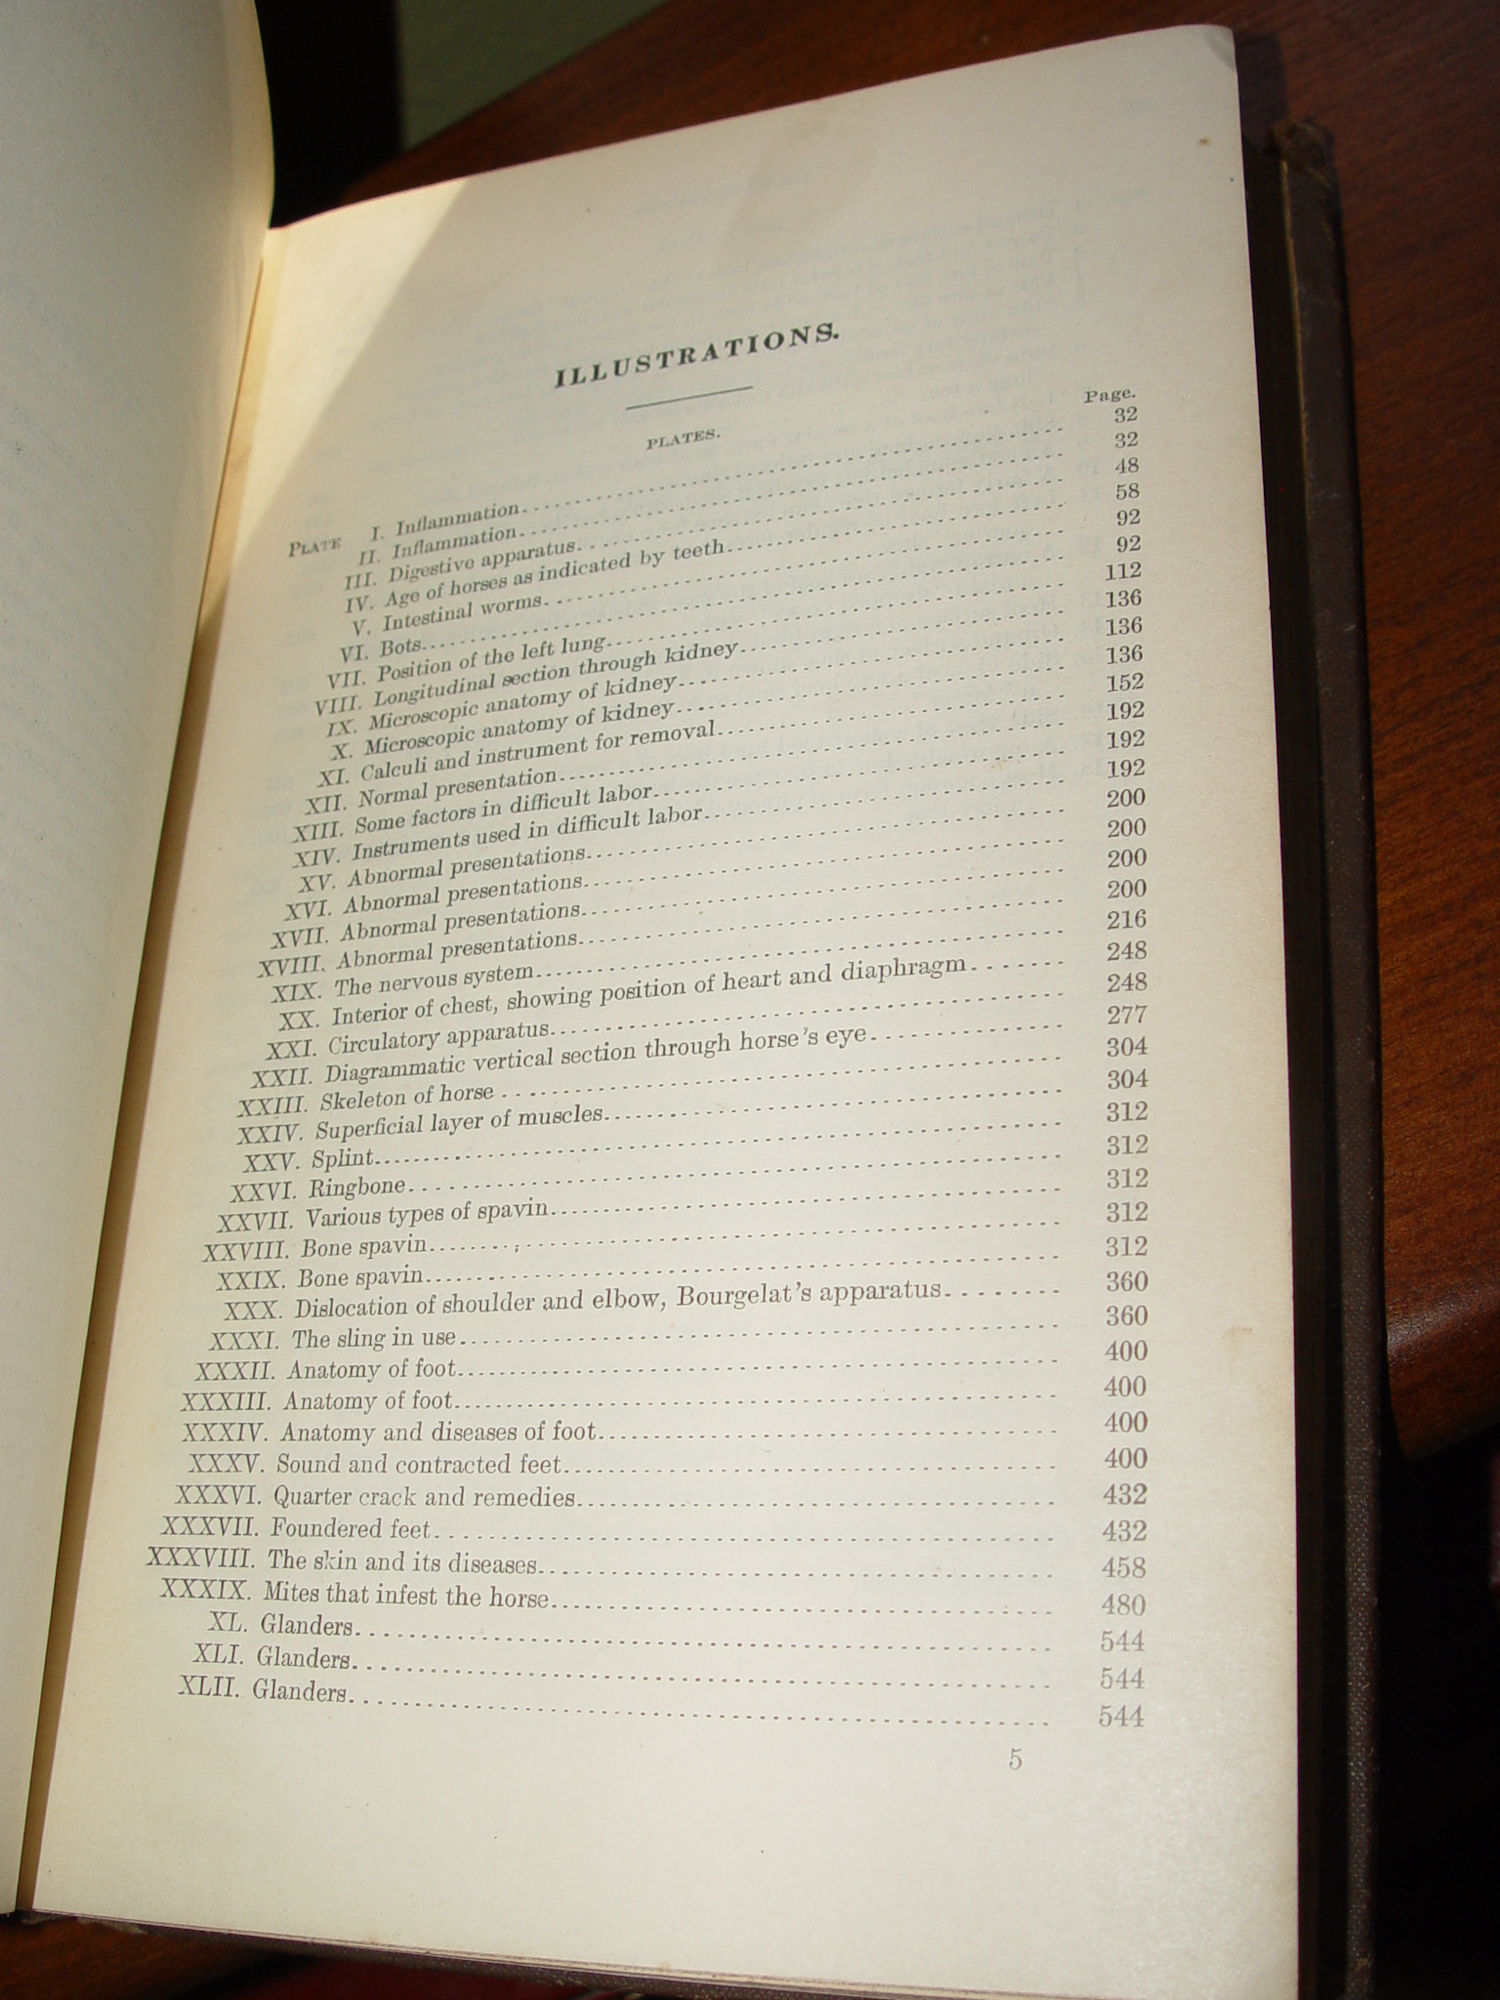 ILLUSTRATIONS.
PLATES.
Page.
PLATE I. Inflammation 32
II. Inflammation 32
III. Digestive apparatus 48
IV. Age of horses as indicated by teeth 58
V. Intestinal worms 92
VI. Bots 92
VII. Position of the left lung 112
VIII. Longitudinal section through kidney 136
IX. Microscopic anatomy of kidney 136
X. Microscopic anatomy of kidney 136
XI. Calculi and instrument for removal 152
XII. Normal presentation 192
XIII. Some factors in difficult labor 192
XIV. Instruments used in difficult labor 192
XV. Abnormal presentations 200
XVI. Abnormal presentations 200
XVII. Abnormal presentations 200
XVIII. Abnormal presentations 200
XIX. The nervous system 216
XX. Interior of chest, showing position of heart and diaphragm 248
XXI. Circulatory apparatus 248
XXII. Diagrammatic vertical section through horse's eye 277
XXIII. Skeleton of horse 304
XXIV. Superficial layer of muscles 304
XXV. Splint 312
XXVI. Ringbone 312
XXVII. Various types of spavin 312
XXVIII. Bone spavin 312
XXIX. Bone spavin 312
XXX. Dislocation of shoulder and elbow, Bourgelat's apparatus 360
XXXI. The sling in use 360
XXXII. Anatomy of foot 400
XXXIII. Anatomy of foot 400
XXXIV. Anatomy and diseases of foot 400
XXXV. Sound and contracted feet 400
XXXVI. Quarter crack and remedies 432
XXXVII. Foundered feet 432
XXXVIII. The skin and its diseases 458
XXXIX. Mites that infest the horse 480
XL. Glanders 544
XLI. Glanders 544
XLII. Glanders 544
5